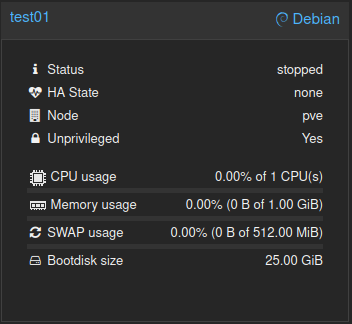 test01 Debian
Status stopped
HA State none
Node pve
Unprivileged Yes
CPU usage 0.00% of 1 CPU(s)
Memory usage 0.00% (0 B of 1.00 GiB)
SWAP usage 0.00% (0 B of 512.00 MiB)
Bootdisk size 25.00 GiB